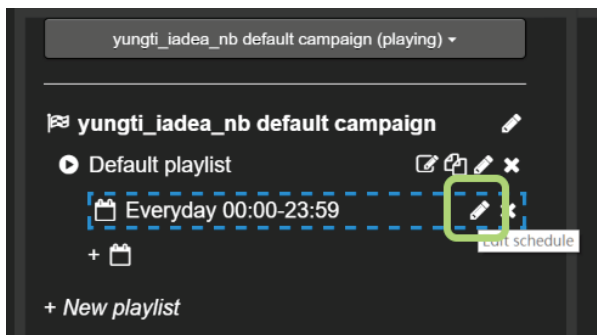 yungti_iadea_nb default campaign (playing)
yungti_iadea_nb default campaign
Default playlist
Everyday 00:00-23:59
Edit schedule
+
+ New playlist